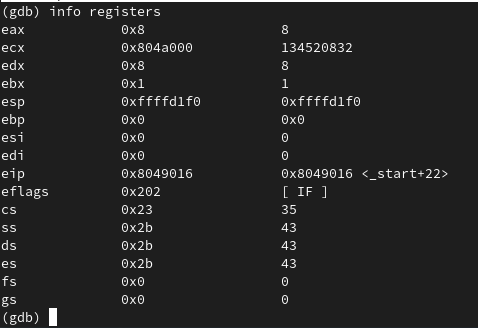 (gdb) info registers
eax 0x8 8
ecx 0x804a000 134520832
edx 0x8 8
ebx 0x1 1
esp 0xffffd1f0 0xffffd1f0
ebp 0x0 0x0
esi 0x0 0
edi 0x0 0
eip 0x8049016 0x8049016 <_start+22>
eflags 0x202 [ IF ]
cs 0x23 35
ss 0x2b 43
ds 0x2b 43
es 0x2b 43
fs 0x0 0
gs 0x0 0
(gdb)